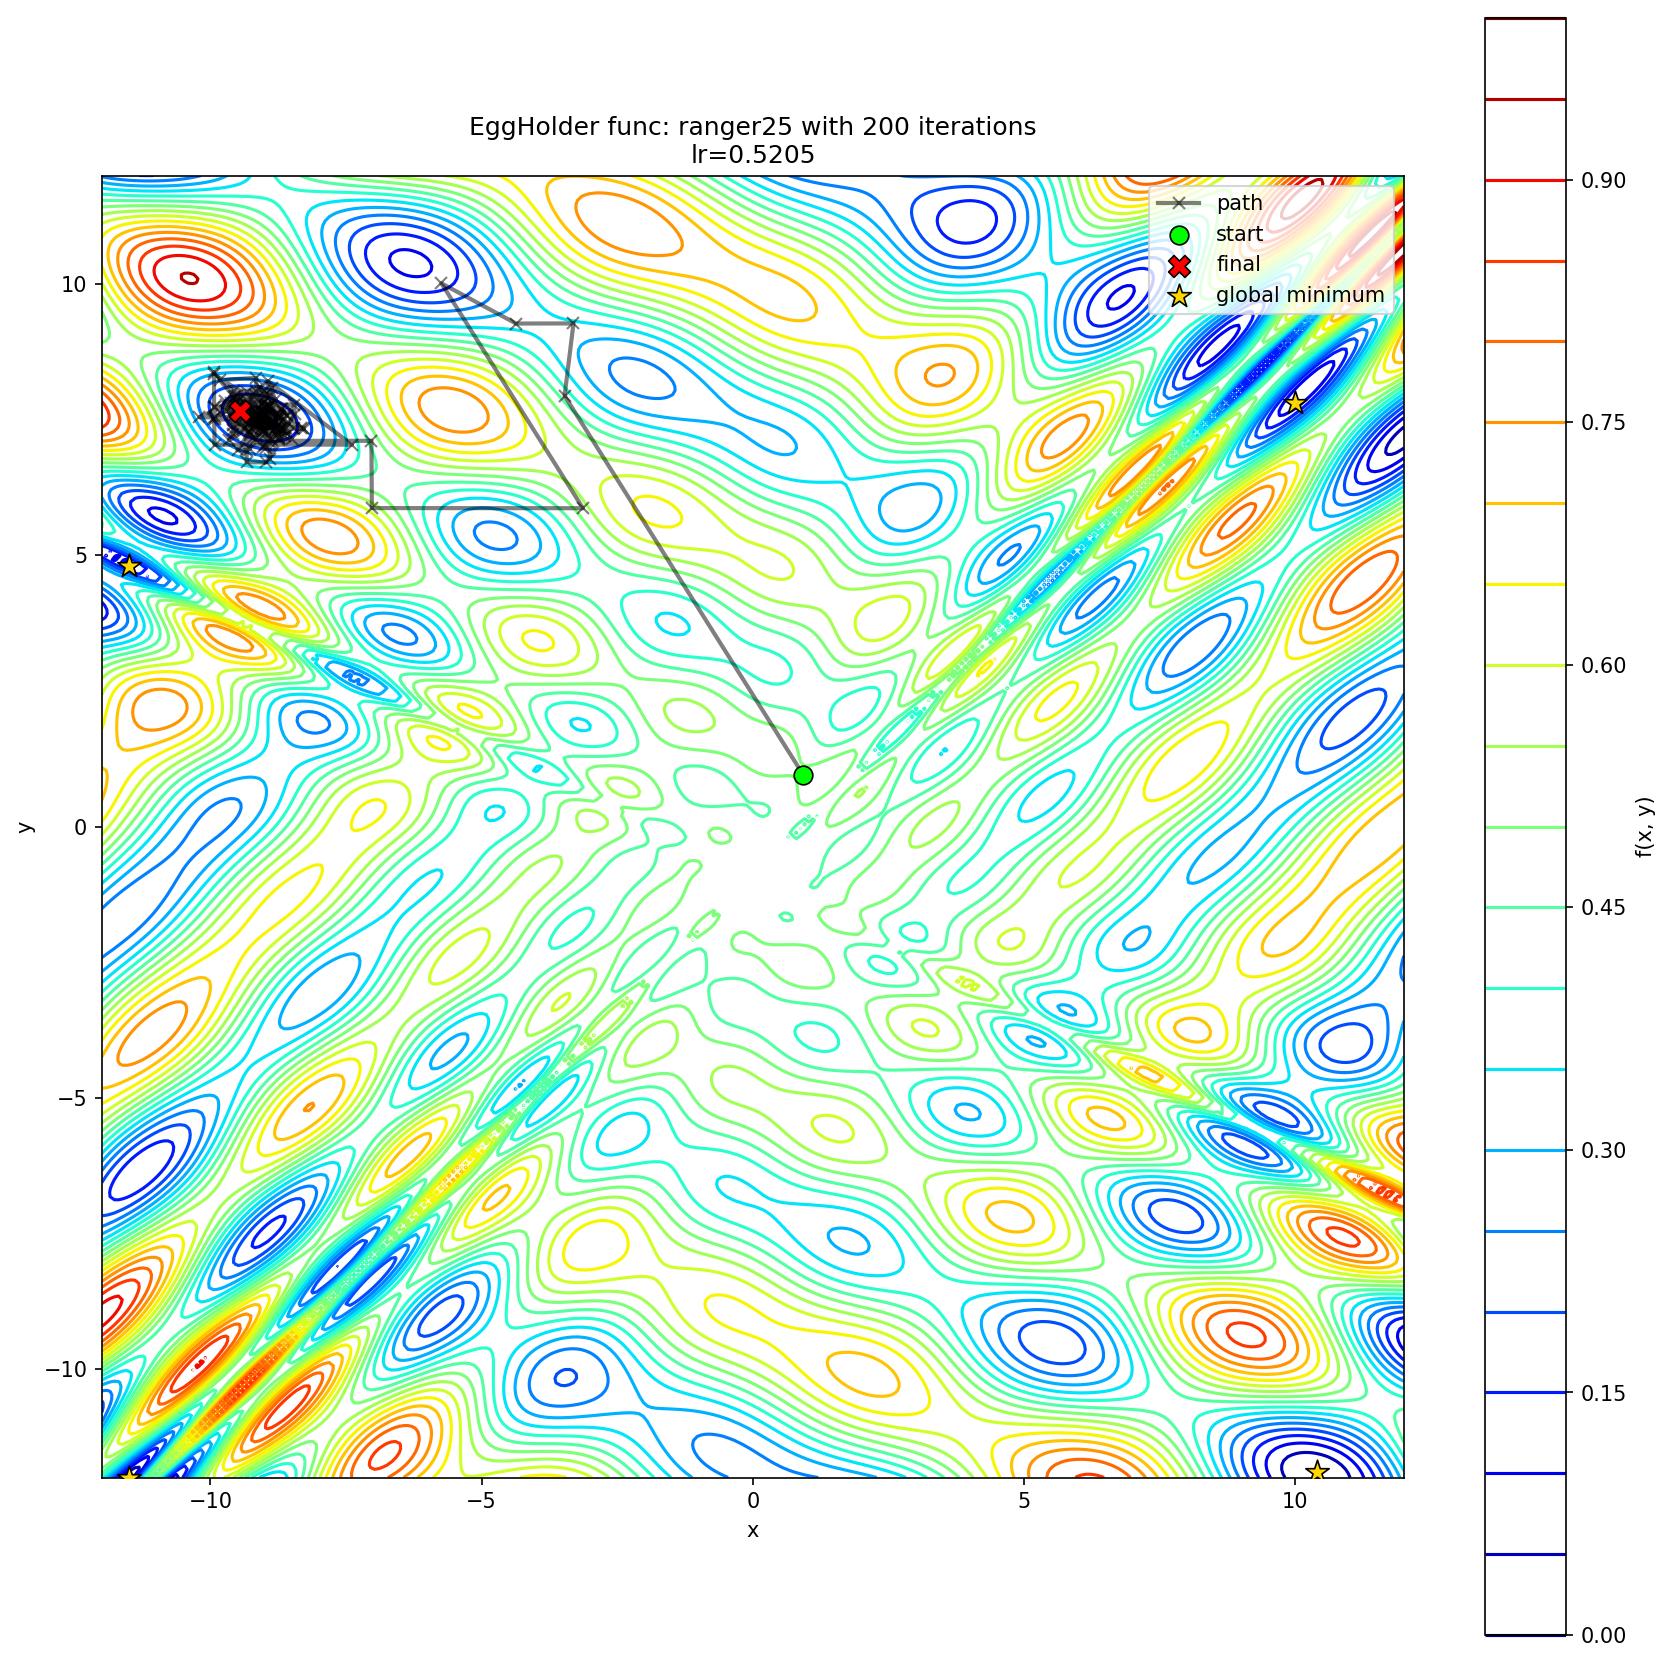 EggHolder func: ranger25 with 200 iterations
lr=0.5205
path
start
final
global minimum
10
5
0
−5
−10
y
−10
−5
0
5
10
x
0.90
0.75
0.60
0.45
0.30
0.15
0.00
f(x, y)